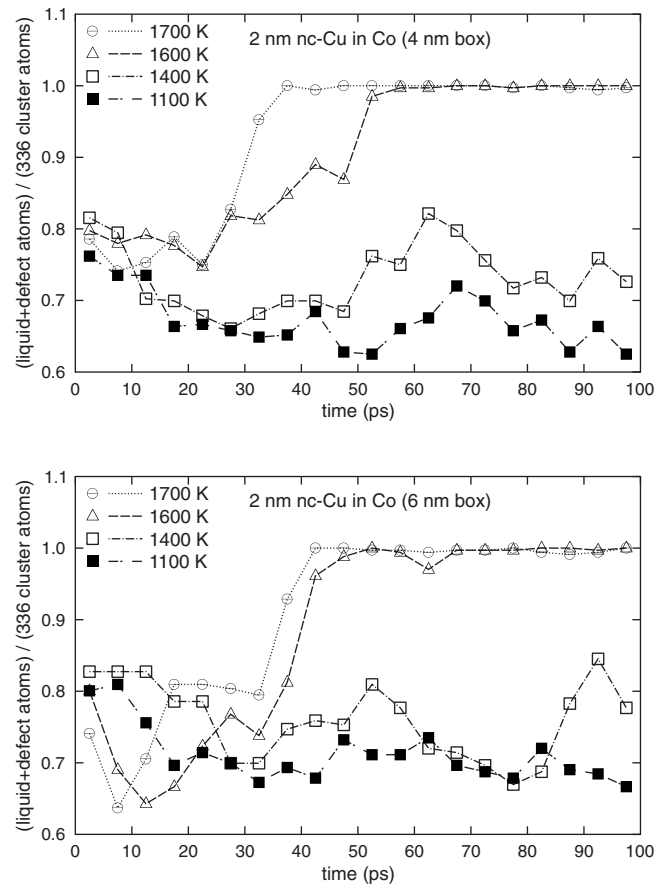 1.1
1.0
0.9
0.8
0.7
0.6
(liquid+defect atoms) / (336 cluster atoms)
1700 K
1600 K
1400 K
1100 K
2 nm nc-Cu in Co (4 nm box)
0 10 20 30 40 50 60 70 80 90 100
time (ps)
1.1
1.0
0.9
0.8
0.7
0.6
(liquid+defect atoms) / (336 cluster atoms)
1700 K
1600 K
1400 K
1100 K
2 nm nc-Cu in Co (6 nm box)
0 10 20 30 40 50 60 70 80 90 100
time (ps)